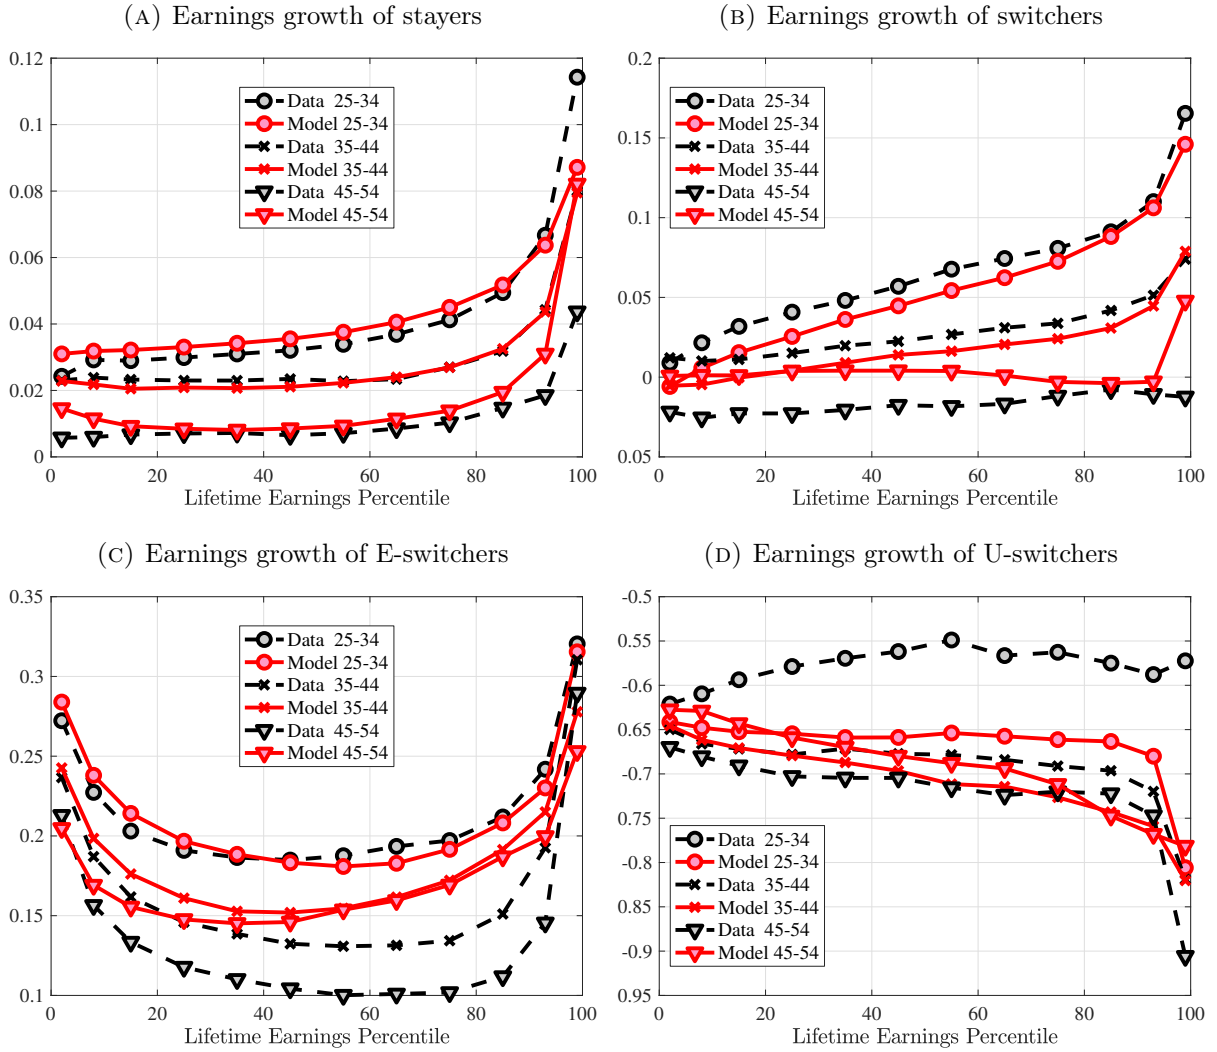 (A) Earnings growth of stayers
0.12
0.1
0.08
0.06
0.04
0.02
0
0 20 40 60 80 100
Lifetime Earnings Percentile
Data 25-34
Model 25-34
Data 35-44
Model 35-44
Data 45-54
Model 45-54
(B) Earnings growth of switchers
0.2
0.15
0.1
0.05
0
0.05
0 20 40 60 80 100
Lifetime Earnings Percentile
Data 25-34
Model 25-34
Data 35-44
Model 35-44
Data 45-54
Model 45-54
(C) Earnings growth of E-switchers
0.35
0.3
0.25
0.2
0.15
0.1
0 20 40 60 80 100
Lifetime Earnings Percentile
Data 25-34
Model 25-34
Data 35-44
Model 35-44
Data 45-54
Model 45-54
(D) Earnings growth of U-switchers
-0.5
0.55
-0.6
0.65
-0.7
0.75
-0.8
0.85
-0.9
0.95
0 20 40 60 80 100
Lifetime Earnings Percentile
Data 25-34
Model 25-34
Data 35-44
Model 35-44
Data 45-54
Model 45-54